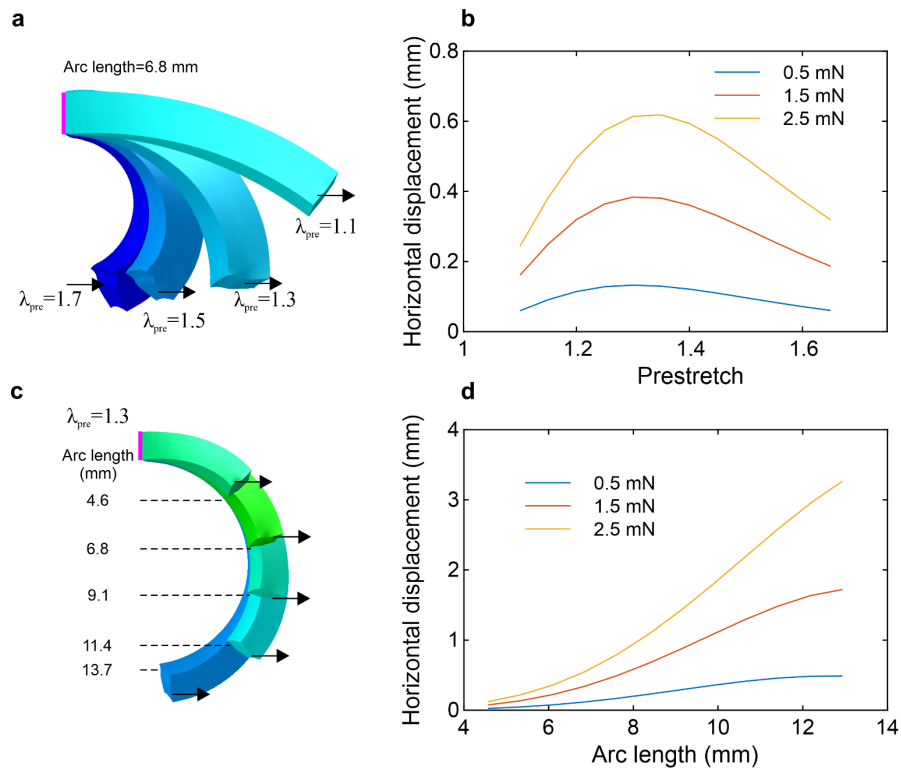 a
Arc length=6.8 mm
λpre=1.1
λpre=1.3
λpre=1.5
λpre=1.7
b
Horizontal displacement (mm)
0.8
0.6
0.4
0.2
0
0.5 mN
1.5 mN
2.5 mN
1
1.2
1.4
1.6
Prestretch
c
λpre=1.3
Arc length
(mm)
4.6
6.8
9.1
11.4
13.7
d
Horizontal displacement (mm)
4
3
2
1
0
0.5 mN
1.5 mN
2.5 mN
4
6
8
10
12
14
Arc length (mm)